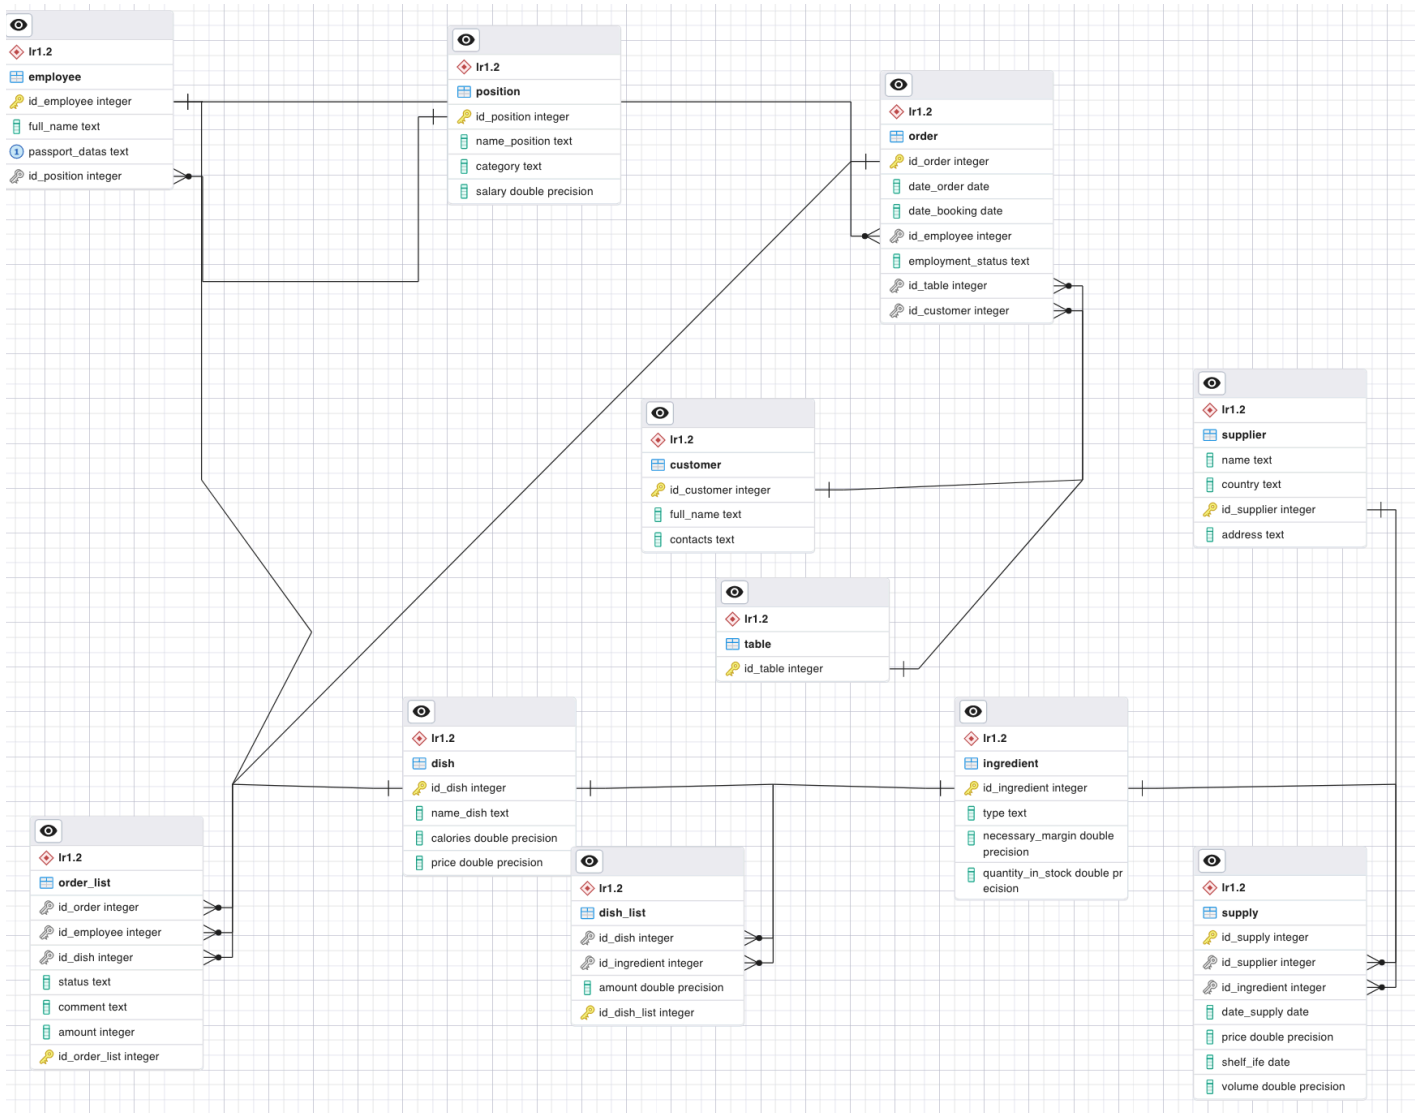 lr1.2
employee
id_employee integer
full_name text
1 passport_datas text
id_position integer
lr1.2
position
id_position integer
name_position text
category text
salary double precision
lr1.2
order
id_order integer
date_order date
date_booking date
id_employee integer
employment_status text
id_table integer
id_customer integer
lr1.2
customer
id_customer integer
full_name text
contacts text
lr1.2
supplier
name text
country text
id_supplier integer
address text
lr1.2
table
id_table integer
lr1.2
dish
id_dish integer
name_dish text
calories double precision
price double precision
lr1.2
ingredient
id_ingredient integer
type text
necessary_margin double
precision
quantity_in_stock double pr
ecision
lr1.2
order_list
id_order integer
id_employee integer
id_dish integer
status text
comment text
amount integer
id_order_list integer
lr1.2
dish_list
id_dish integer
id_ingredient integer
amount double precision
id_dish_list integer
lr1.2
supply
id_supply integer
id_supplier integer
id_ingredient integer
date_supply date
price double precision
shelf_ife date
volume double precision